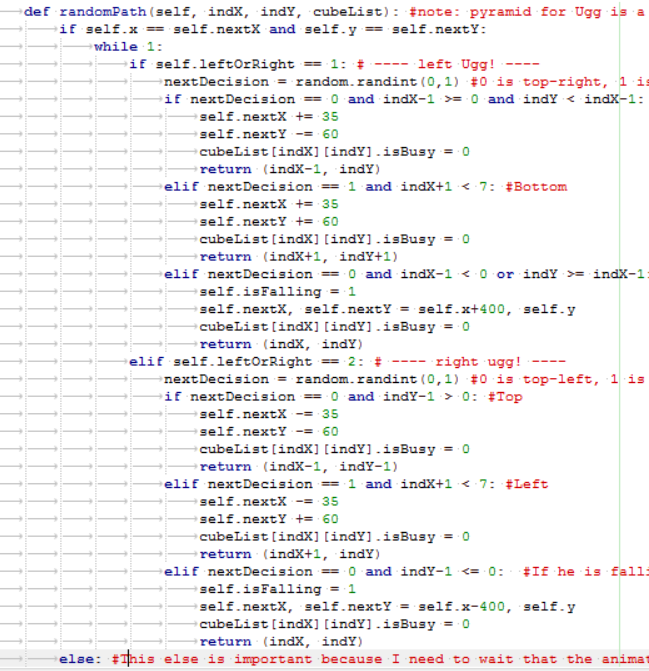 def randomPath(self, indX, indY, cubeList): #note: pyramid for Ugg is a
if self.x == self.nextX and self.y == self.nextY:
while 1:
if self.leftOrRight == 1: # ---- left Ugg! ----
nextDecision = random.randint(0,1) #0 is top-right, 1 is
if nextDecision == 0 and indX-1 >= 0 and indY < indX-1:
self.nextX += 35
self.nextY -= 60
cubeList[indX][indY].isBusy = 0
return (indX-1, indY)
elif nextDecision == 1 and indX+1 < 7: #Bottom
self.nextX += 35
self.nextY += 60
cubeList[indX][indY].isBusy = 0
return (indX+1, indY+1)
elif nextDecision == 0 and indX-1 < 0 or indY >= indX-1:
self.isFalling = 1
self.nextX, self.nextY = self.x+400, self.y
cubeList[indX][indY].isBusy = 0
return (indX, indY)
elif self.leftOrRight == 2: # ---- right ugg! ----
nextDecision = random.randint(0,1) #0 is top-left, 1 is
if nextDecision == 0 and indY-1 > 0: #Top
self.nextX -= 35
self.nextY -= 60
cubeList[indX][indY].isBusy = 0
return (indX-1, indY-1)
elif nextDecision == 1 and indX+1 < 7: #Left
self.nextX -= 35
self.nextY += 60
cubeList[indX][indY].isBusy = 0
return (indX+1, indY)
elif nextDecision == 0 and indY-1 <= 0: #If he is falli
self.isFalling = 1
self.nextX, self.nextY = self.x-400, self.y
cubeList[indX][indY].isBusy = 0
return (indX, indY)
else: #This else is important because I need to wait that the animat